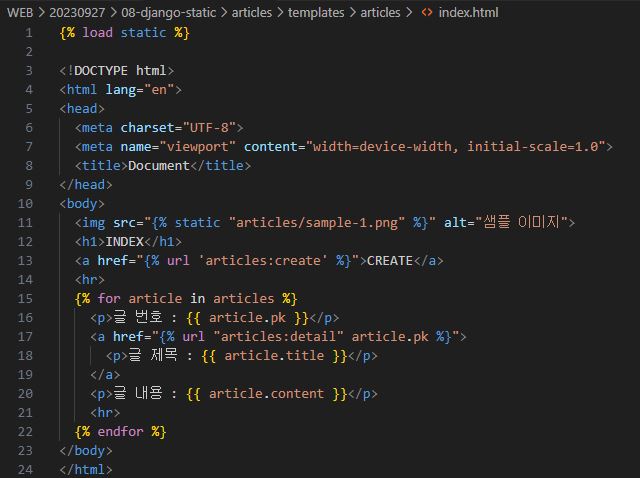 WEB > 20230927 > 08-django-static > articles > templates > articles > <> index.html
1 {% load static %}
2
3 <!DOCTYPE html>
4 <html lang="en">
5 <head>
6   <meta charset="UTF-8">
7   <meta name="viewport" content="width=device-width, initial-scale=1.0">
8   <title>Document</title>
9 </head>
10 <body>
11   <img src="{% static "articles/sample-1.png" %}" alt="샘플 이미지">
12   <h1>INDEX</h1>
13   <a href="{% url 'articles:create' %}">CREATE</a>
14   <hr>
15   {% for article in articles %}
16     <p>글 번호 : {{ article.pk }}</p>
17     <a href="{% url "articles:detail" article.pk %}">
18       <p>글 제목 : {{ article.title }}</p>
19     </a>
20     <p>글 내용 : {{ article.content }}</p>
21     <hr>
22   {% endfor %}
23 </body>
24 </html>